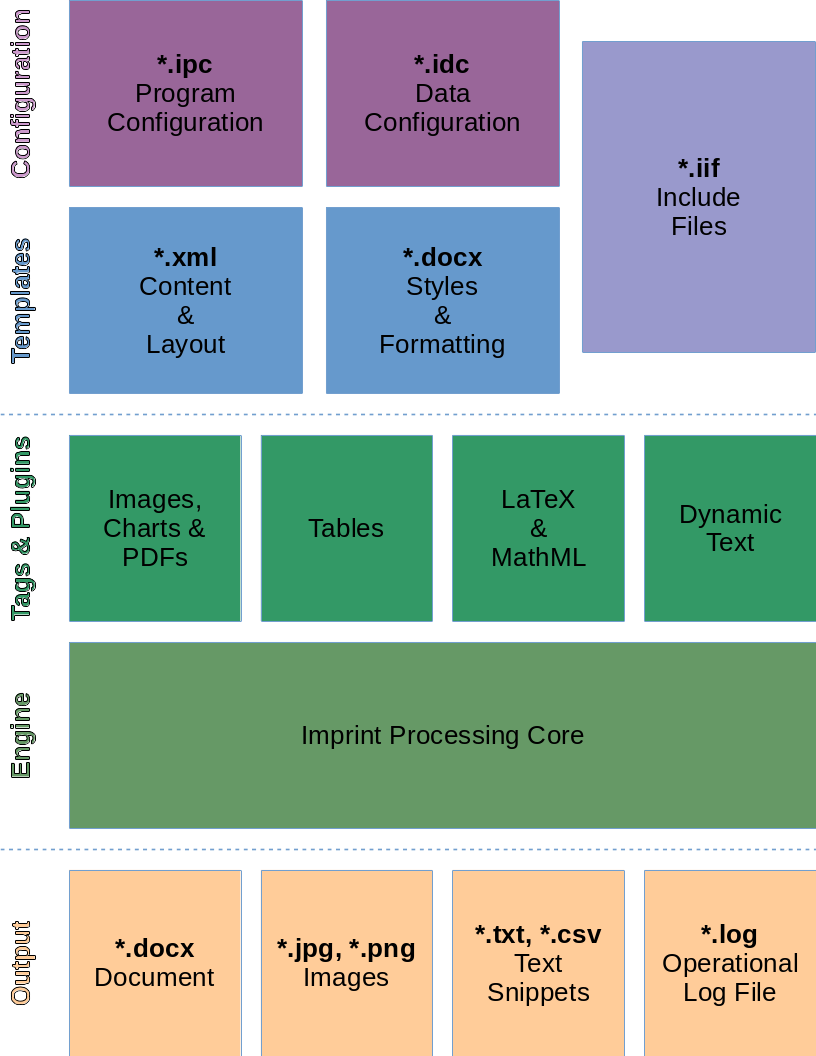 Configuration
*.ipc
Program
Configuration
*.idc
Data
Configuration
*.iif
Include
Files
Templates
*.xml
Content
&
Layout
*.docx
Styles
&
Formatting
Tags & Plugins
Images,
Charts &
PDFs
Tables
LaTeX
&
MathML
Dynamic
Text
Engine
Imprint Processing Core
Output
*.docx
Document
*.jpg, *.png
Images
*.txt, *.csv
Text
Snippets
*.log
Operational
Log File